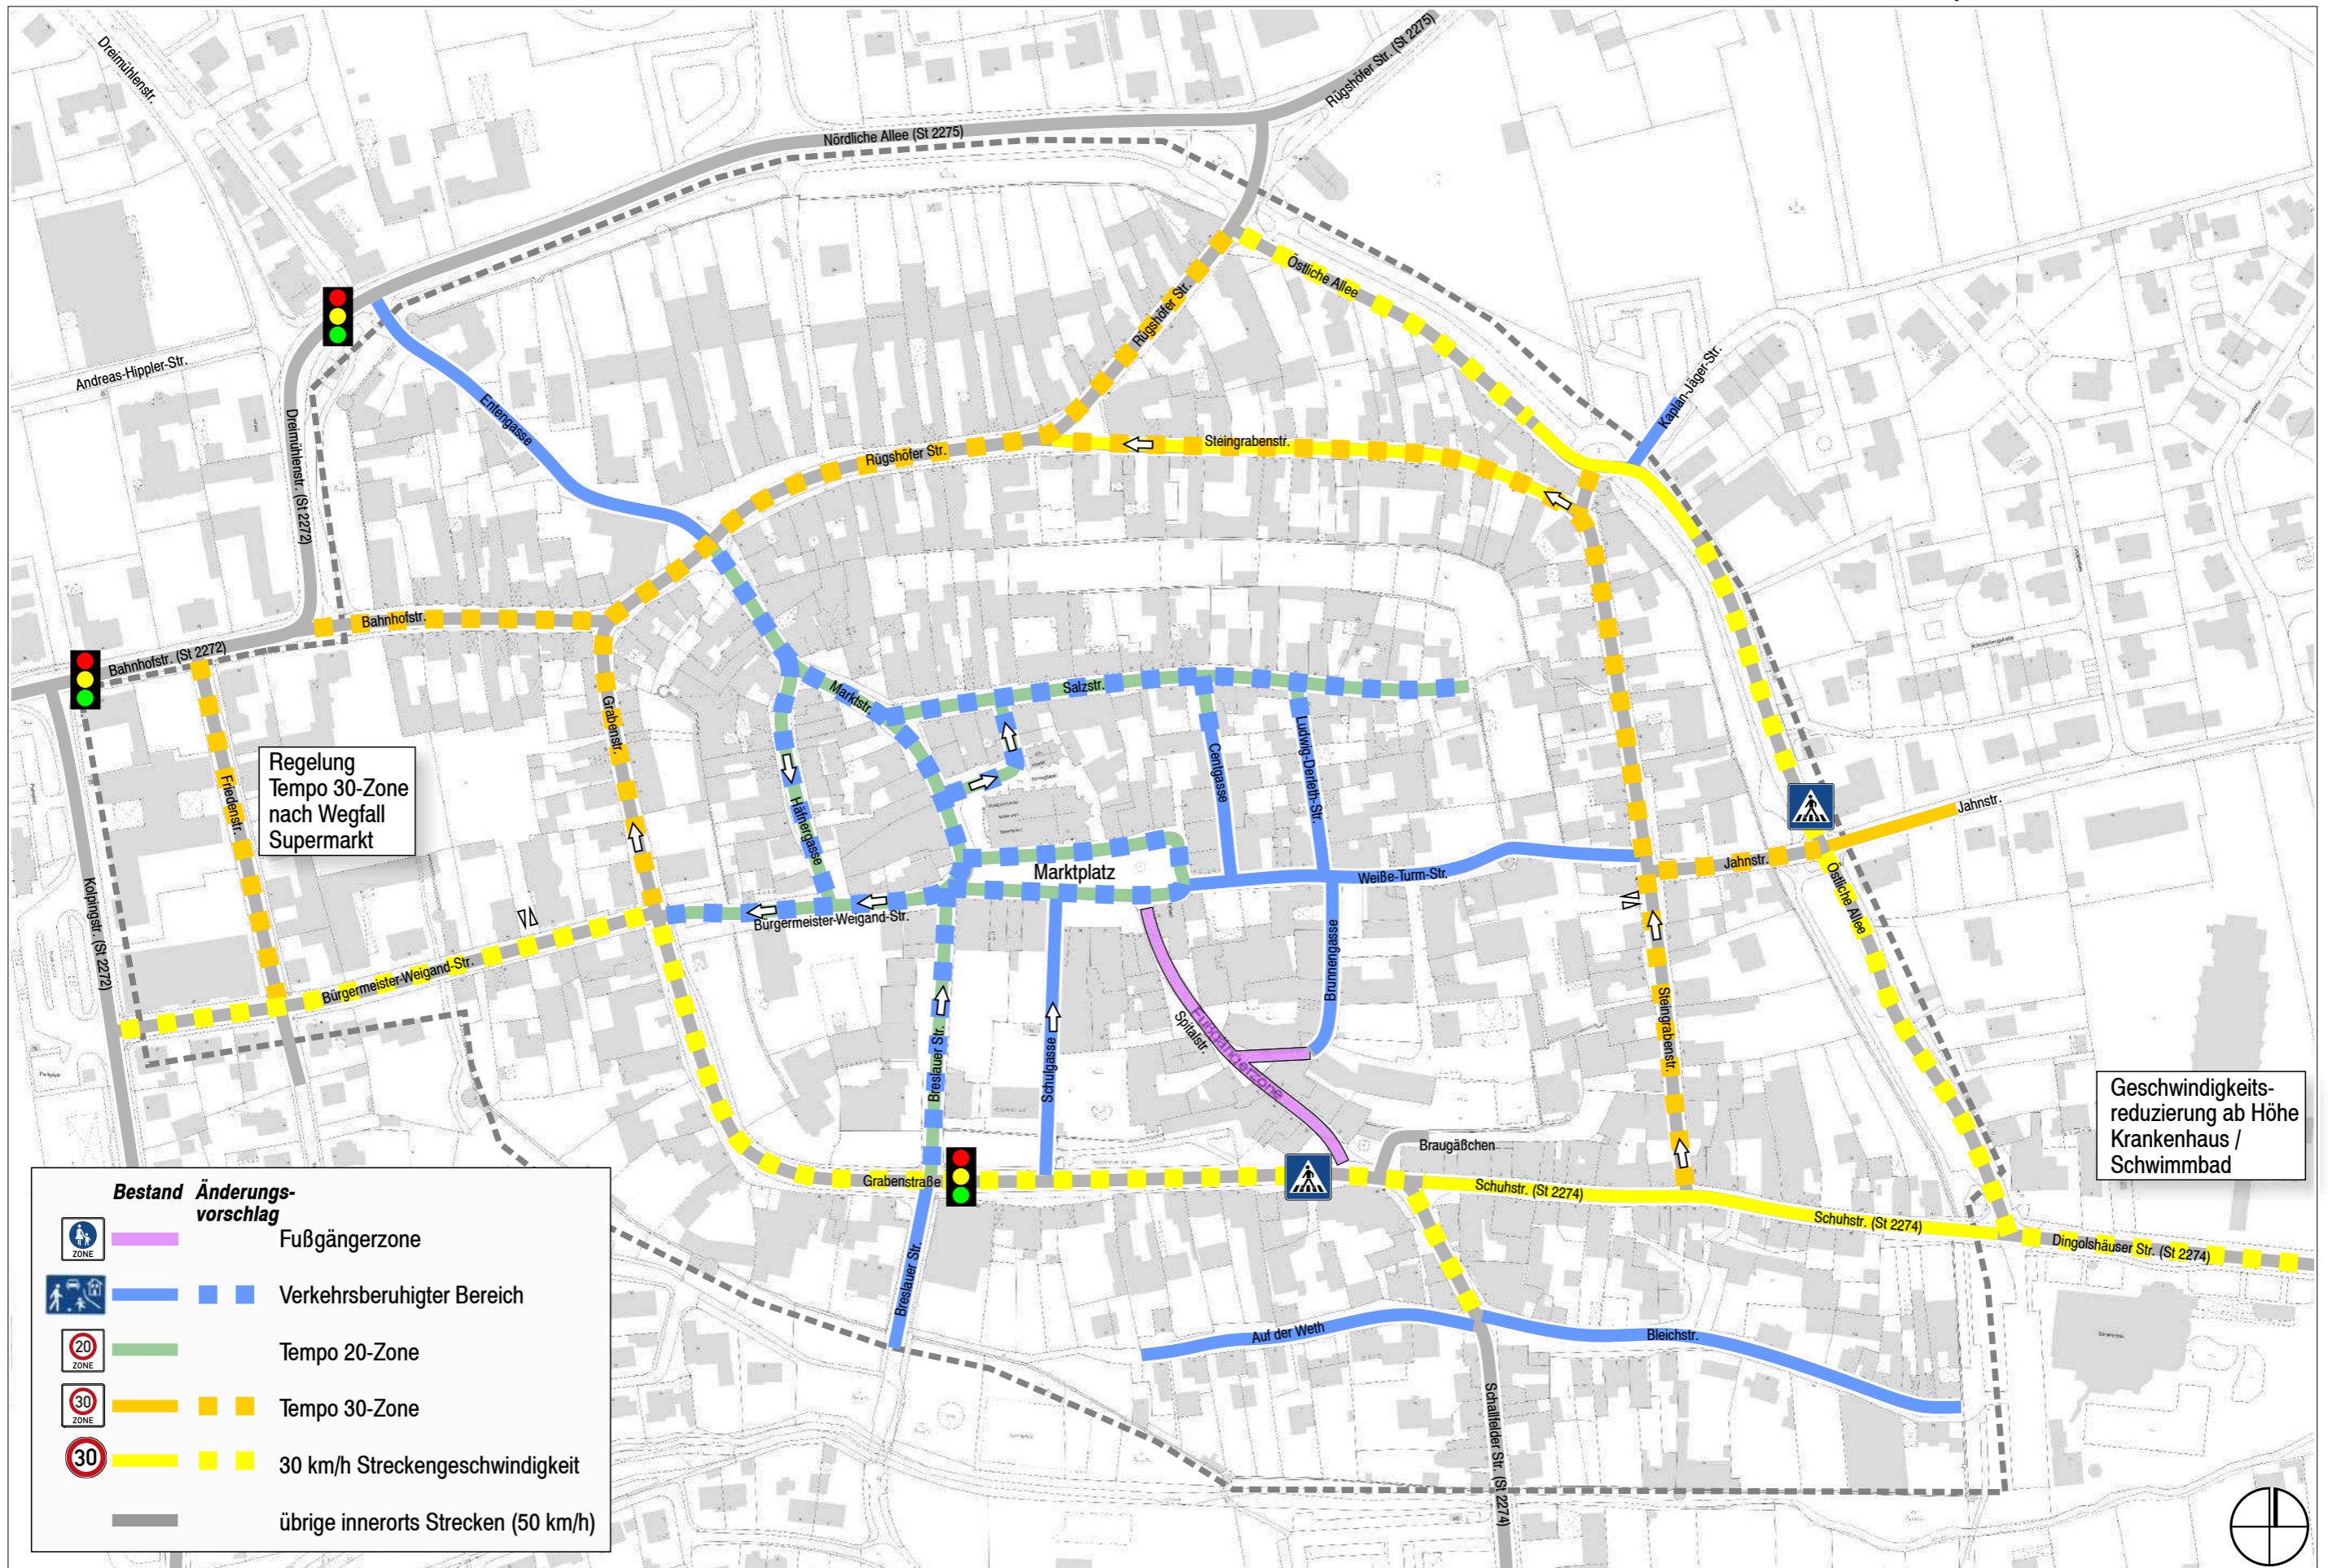 Dreimühlenstr.
Rügshöfer Str. (St 2275)
Nördliche Allee (St 2275)
Östliche Allee
Rügshöfer Str.
Andreas-Hippler-Str.
Kaplan-Jäger-Str.
Entengasse
Dreimühlenstr. (St 2272)
Rügshöfer Str.
Steingrabenstr.
Bahnhofstr.
Bahnhofstr. (St 2272)
Marktstr.
Salzstr.
Grabenstr.
Centgasse
Ludwig-Derleth-Str.
Regelung
Tempo 30-Zone
nach Wegfall
Supermarkt
Friedenstr.
Häfnergasse
Jahnstr.
Jahnstr.
Marktplatz
Weiße-Turm-Str.
Östliche Allee
Kolpingstr. (St 2272)
Bürgermeister-Weigand-Str.
Bürgermeister-Weigand-Str.
Brunnengasse
Spitalstr.
Fußgängerzone
Steingrabenstr.
Breslauer Str.
Schulgasse
Geschwindigkeits-
reduzierung ab Höhe
Krankenhaus /
Schwimmbad
Braugäßchen
Grabenstraße
Schuhstr. (St 2274)
Schuhstr. (St 2274)
Dingolshäuser Str. (St 2274)
Breslauer Str.
Auf der Weth
Bleichstr.
Schallfelder Str. (St 2274)
Bestand Änderungs-
vorschlag
ZONE
Fußgängerzone
Verkehrsberuhigter Bereich
20
ZONE
Tempo 20-Zone
30
ZONE
Tempo 30-Zone
30
30 km/h Streckengeschwindigkeit
übrige innerorts Strecken (50 km/h)